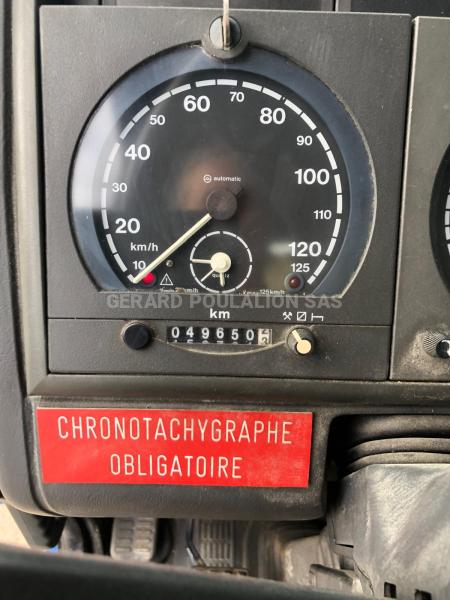 60 70 80
50 90
40 100
automatic
30 110
20 120
km/h quartz 125
10
GERARD POULALION SAS
km
049650
CHRONOTACHYGRAPHE
OBLIGATOIRE